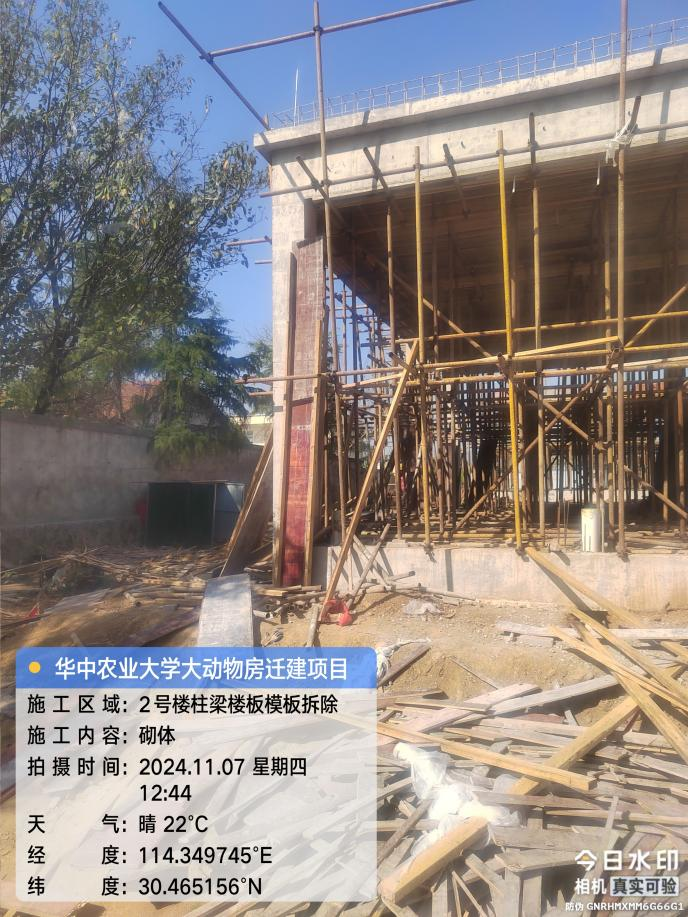 华中农业大学大动物房迁建项目
施工区域：2号楼柱梁楼板模板拆除
施工内容：砌体
拍摄时间：2024.11.07 星期四
12:44
天气：晴 22°C
经度：114.349745°E
纬度：30.465156°N
今日水印
相机 真实可验
防伪 GNRHMXMM6G66G1